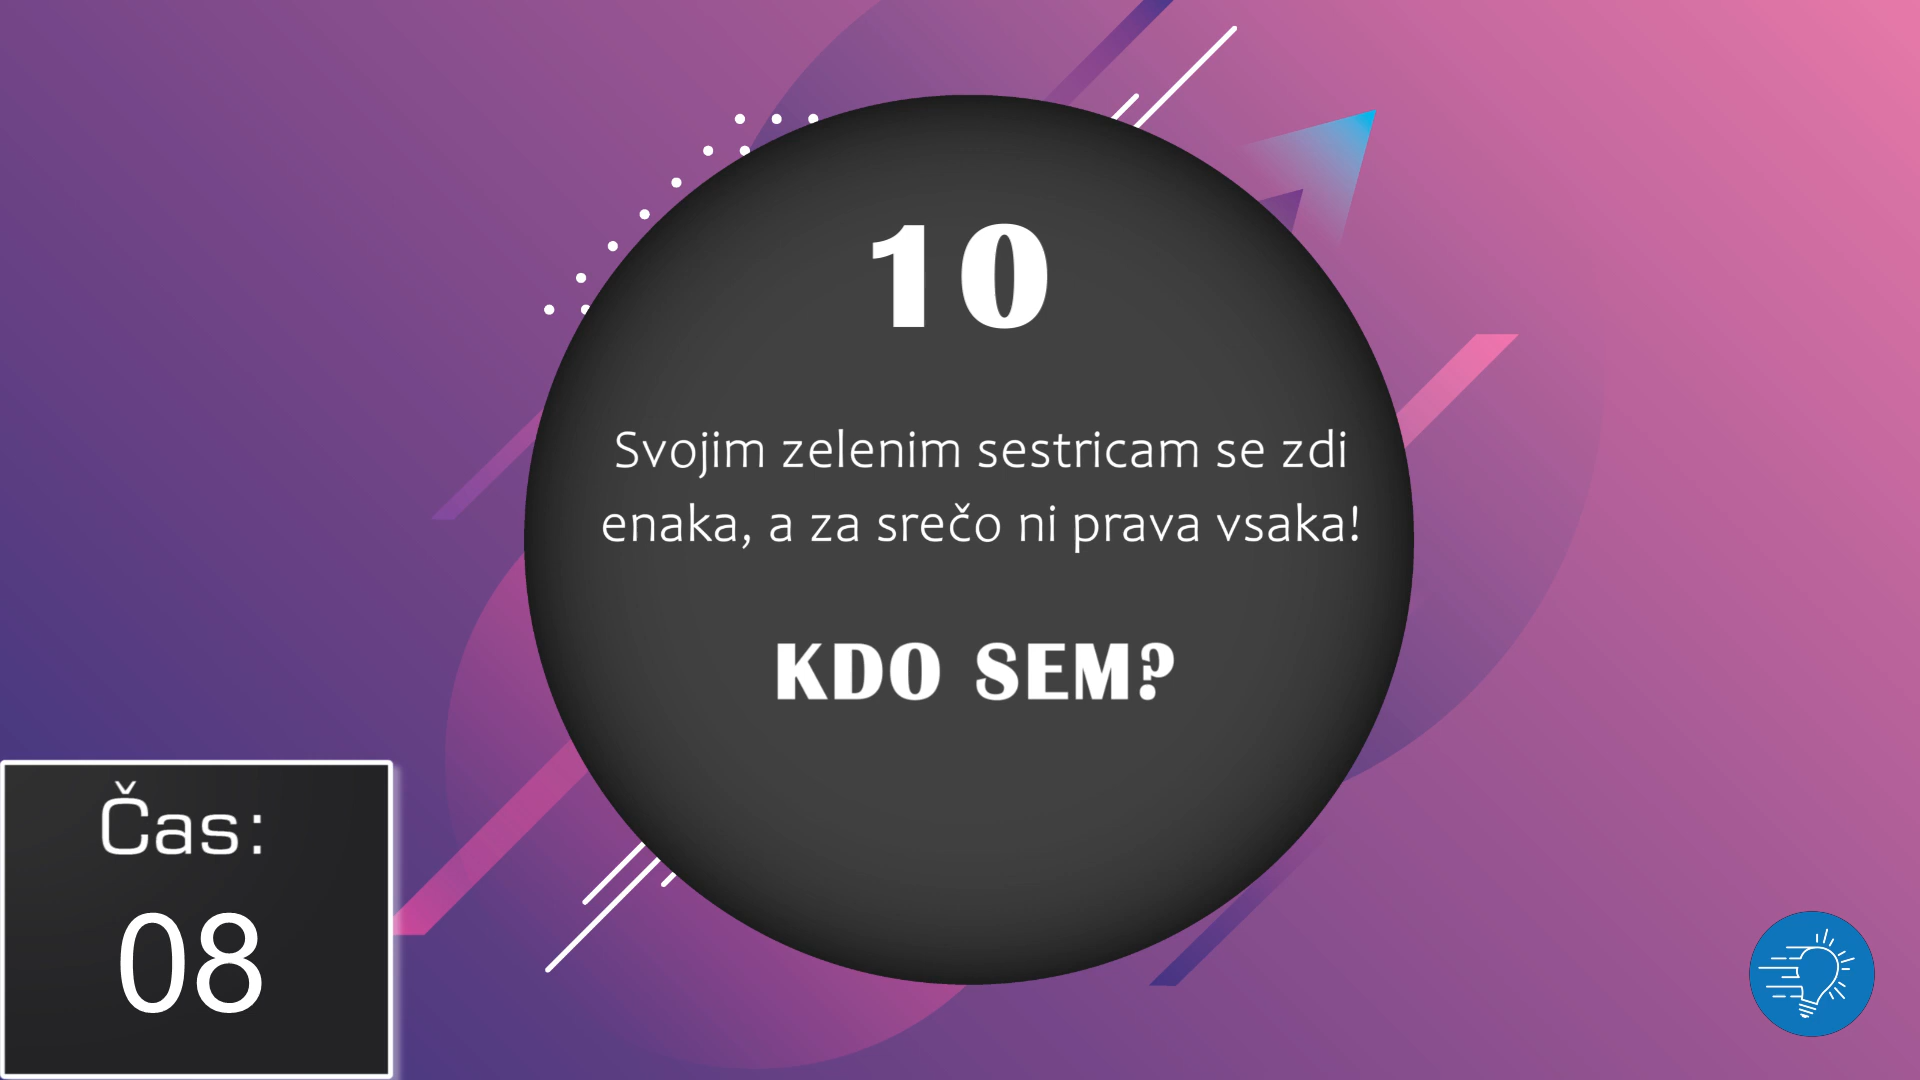 10
Svojim zelenim sestricam se zdi
enaka, a za srečo ni prava vsaka!
KDO SEM?
Čas:
08